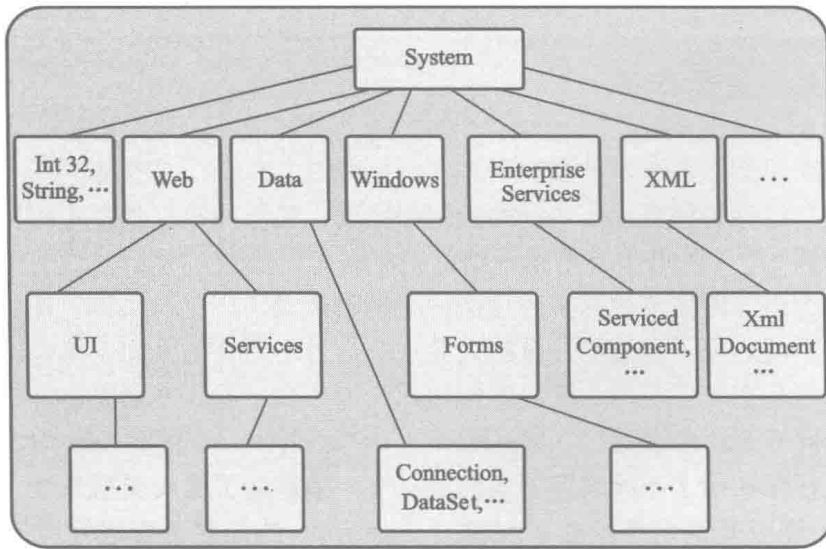 System
Int 32,
String, ···
Web
Data
Windows
Enterprise
Services
XML
···
UI
Services
Forms
Serviced
Component,
···
Xml
Document
···
···
···
Connection,
DataSet,···
···